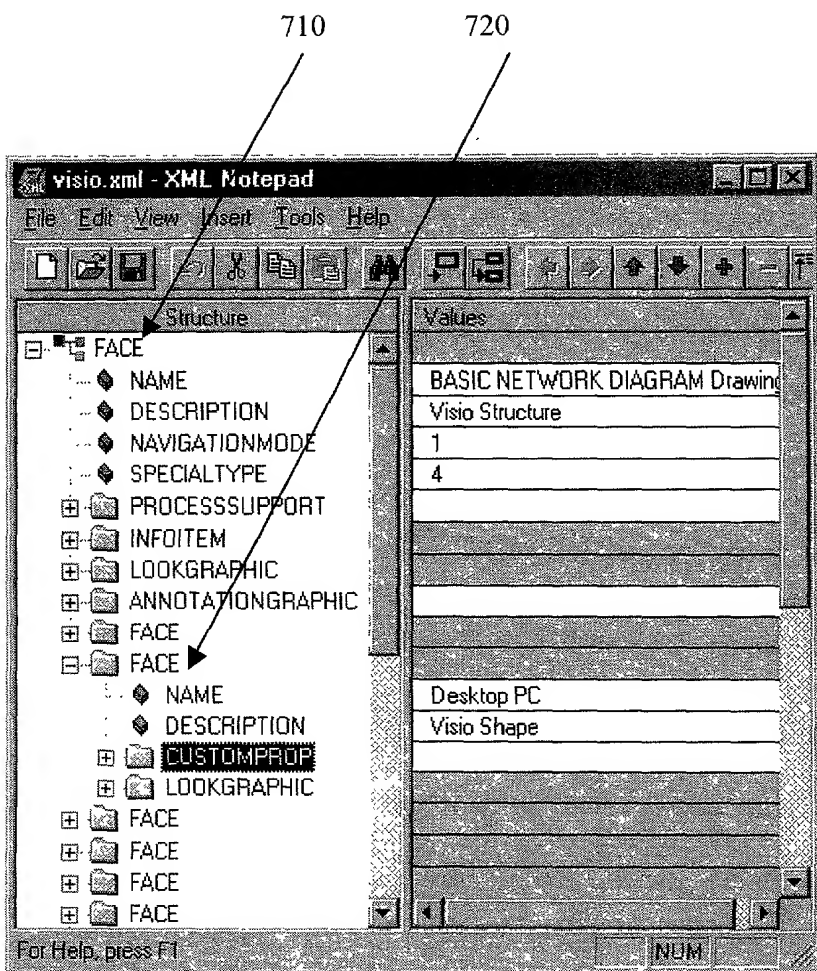 710 720
visio.xml - XML Notepad
File Edit View Insert Tools Help
Structure Values
FACE
NAME BASIC NETWORK DIAGRAM Drawing
DESCRIPTION Visio Structure
NAVIGATIONMODE 1
SPECIALTYPE 4
PROCESSSUPPORT
INFOITEM
LOOKGRAPHIC
ANNOTATIONGRAPHIC
FACE
FACE
NAME Desktop PC
DESCRIPTION Visio Shape
CUSTOMPROP
LOOKGRAPHIC
FACE
FACE
FACE
FACE
For Help, press F1 NUM